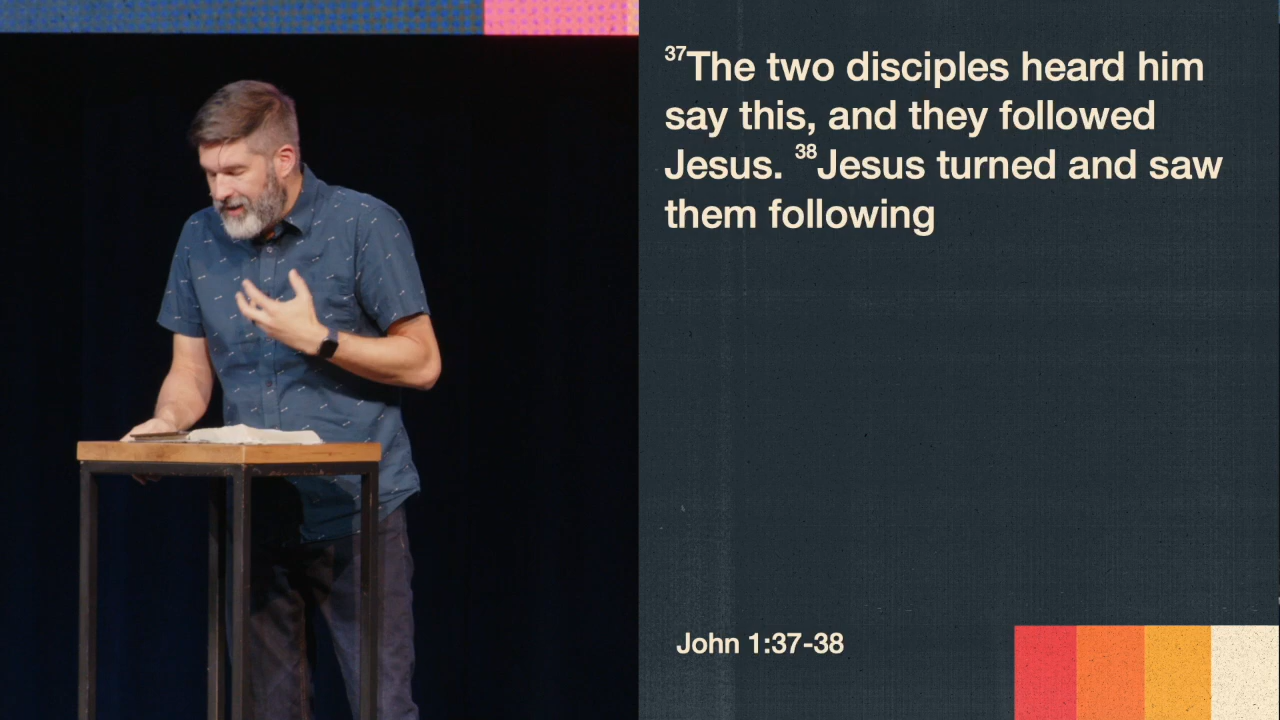 ³⁷The two disciples heard him
say this, and they followed
Jesus. ³⁸Jesus turned and saw
them following
John 1:37-38